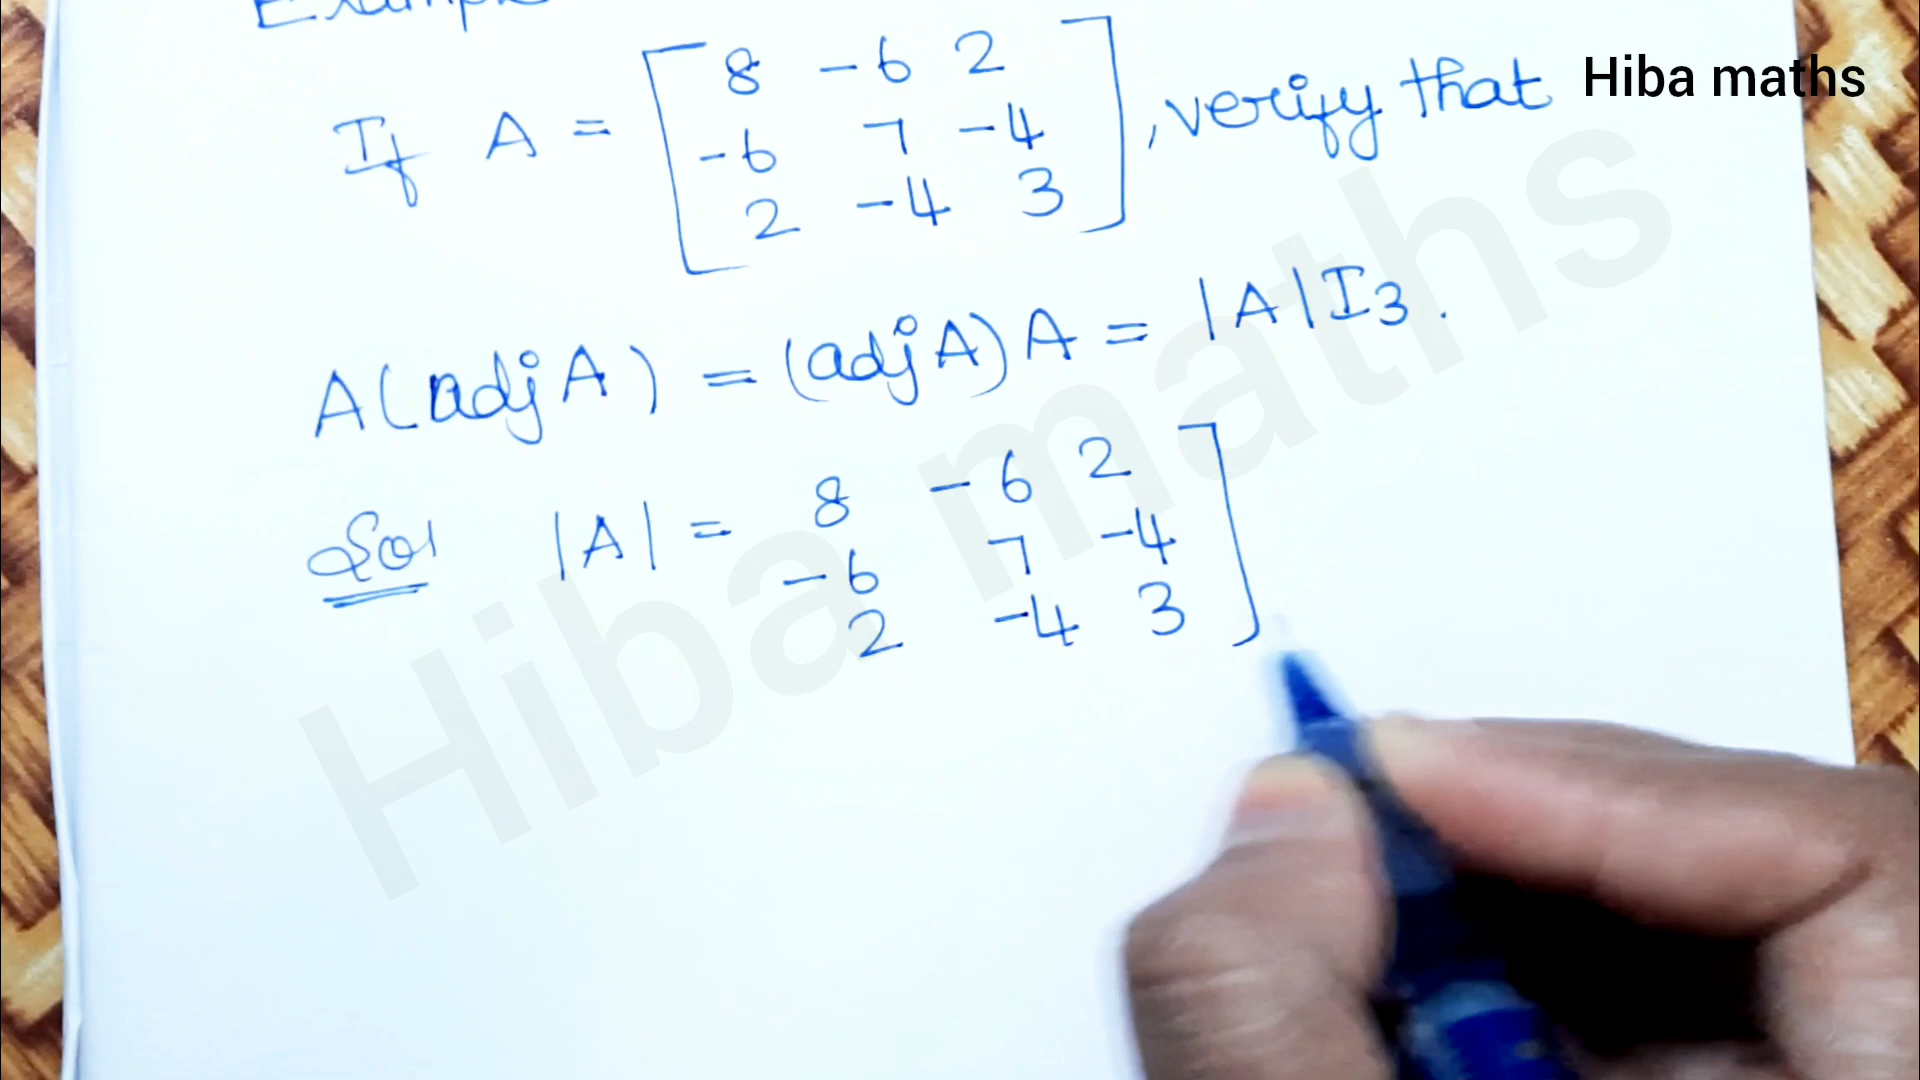 Example
If A = [ 8 -6 2 , verify that
-6 7 -4
2 -4 3 ]
A(adj A) = (adj A) A = |A| I3.
Sol |A| = 8 -6 2
-6 7 -4
2 -4 3 ]
Hiba maths
Hiba maths